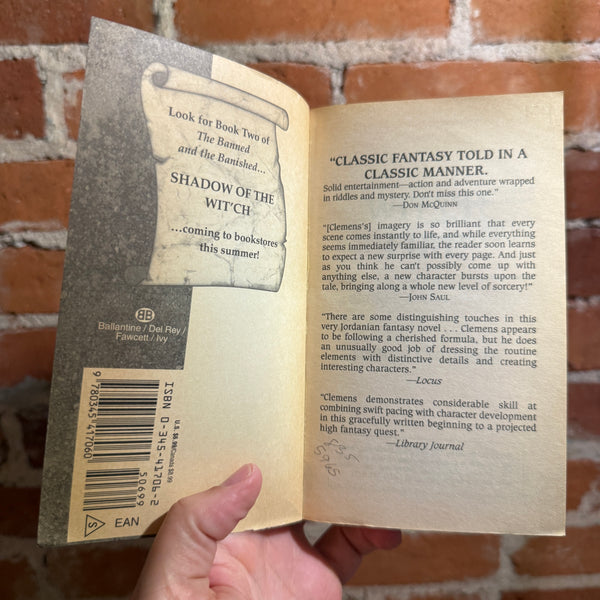 Look for Book Two of
The Banned
and the Banished...
SHADOW OF THE
WIT'CH
...coming to bookstores
this summer!
BB
Ballantine / Del Rey /
Fawcett / Ivy
9 780345 417060
ISBN 0-345-41706-2
U.S. $6.99/Canada $8.99
50699
S
EAN
"CLASSIC FANTASY TOLD IN A
CLASSIC MANNER.
Solid entertainment—action and adventure wrapped
in riddles and mystery. Don't miss this one."
—DON MCQUINN
"[Clemens's] imagery is so brilliant that every
scene comes instantly to life, and while everything
seems immediately familiar, the reader soon learns
to expect a new surprise with every page. And just
as you think he can't possibly come up with
anything else, a new character bursts upon the
tale, bringing along a whole new level of sorcery!"
—JOHN SAUL
"There are some distinguishing touches in this
very Jordanian fantasy novel . . . Clemens appears
to be following a cherished formula, but he does
an unusually good job of dressing the routine
elements with distinctive details and creating
interesting characters."
—Locus
"Clemens demonstrates considerable skill at
combining swift pacing with character development
in this gracefully written beginning to a projected
high fantasy quest."
—Library Journal